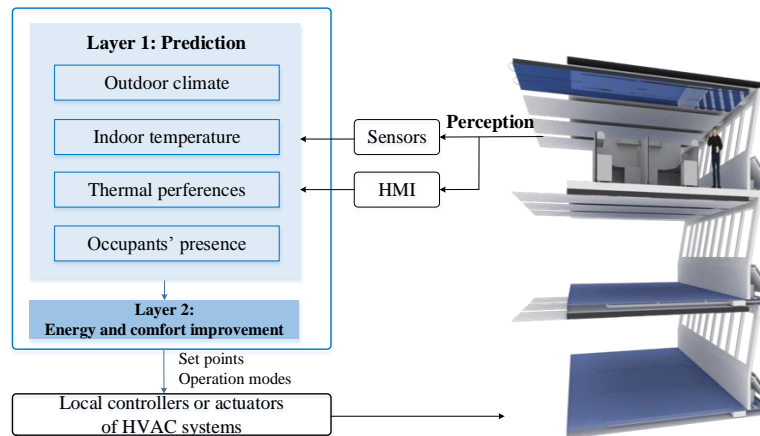 Layer 1: Prediction
Outdoor climate
Indoor temperature
Thermal perferences
Occupants’ presence
Sensors
Perception
HMI
Layer 2:
Energy and comfort improvement
Set points
Operation modes
Local controllers or actuators
of HVAC systems